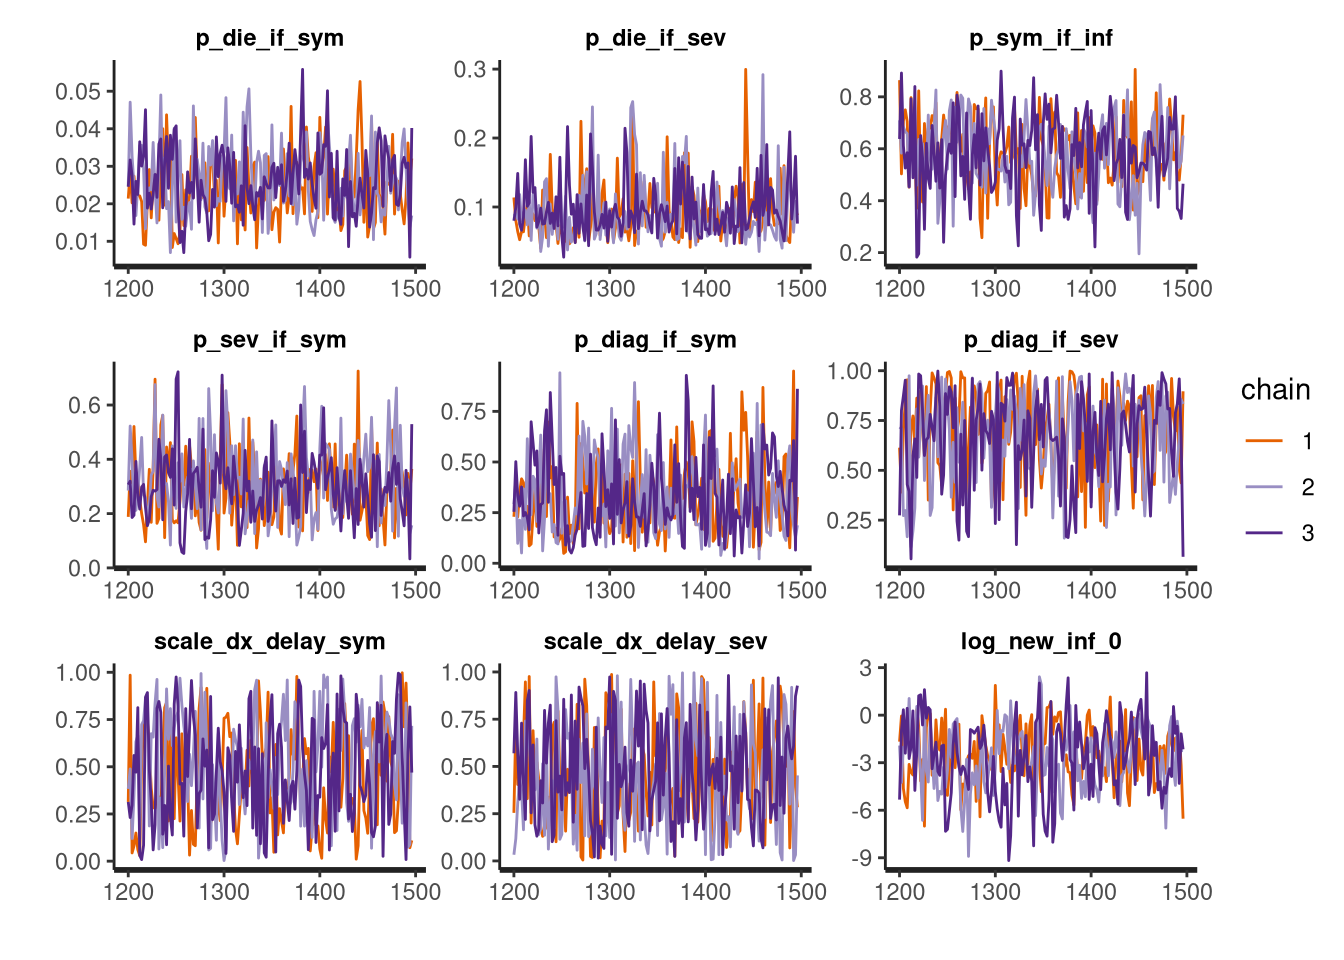 p_die_if_sym p_die_if_sev p_sym_if_inf
0.05 0.04 0.03 0.02 0.01
0.3 0.2 0.1
0.8 0.6 0.4 0.2
1200 1300 1400 1500 1200 1300 1400 1500 1200 1300 1400 1500
p_sev_if_sym p_diag_if_sym p_diag_if_sev
0.6 0.4 0.2 0.0
0.75 0.50 0.25 0.00
1.00 0.75 0.50 0.25
1200 1300 1400 1500 1200 1300 1400 1500 1200 1300 1400 1500
scale_dx_delay_sym scale_dx_delay_sev log_new_inf_0
1.00 0.75 0.50 0.25 0.00
1.00 0.75 0.50 0.25 0.00
3 0 -3 -6 -9
1200 1300 1400 1500 1200 1300 1400 1500 1200 1300 1400 1500
chain
1
2
3